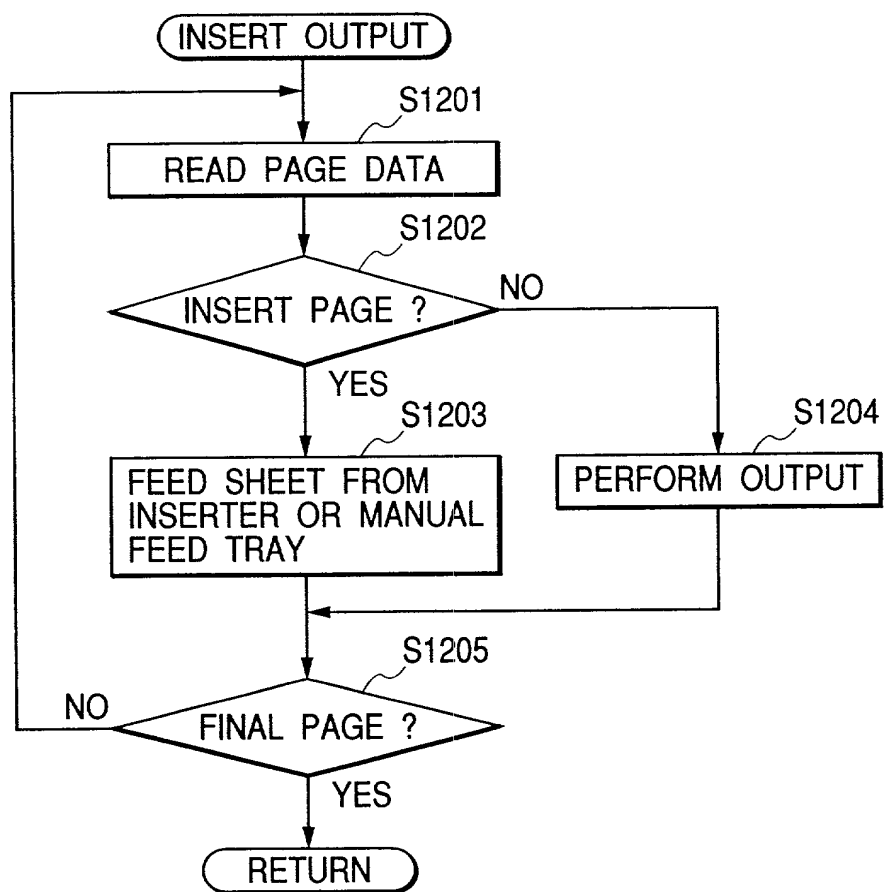 INSERT OUTPUT
S1201
READ PAGE DATA
S1202
INSERT PAGE ?
NO
YES
S1203
S1204
FEED SHEET FROM
INSERTER OR MANUAL
FEED TRAY
PERFORM OUTPUT
S1205
NO
FINAL PAGE ?
YES
RETURN